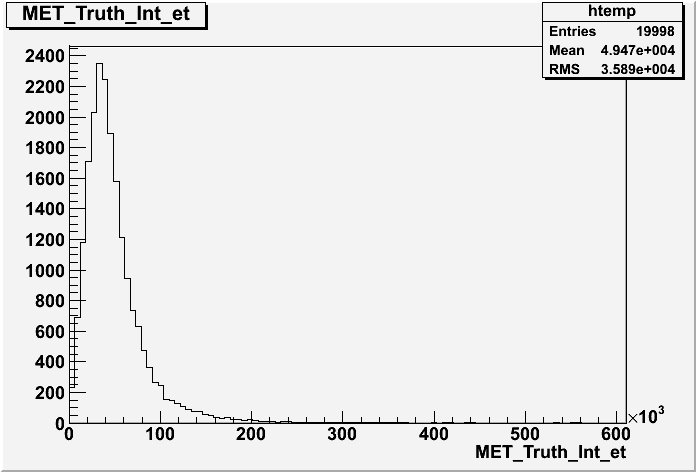 MET_Truth_Int_et
htemp
Entries 19998
Mean 4.947e+004
RMS 3.589e+004
2400
2200
2000
1800
1600
1400
1200
1000
800
600
400
200
0
0 100 200 300 400 500 600
×10³
MET_Truth_Int_et